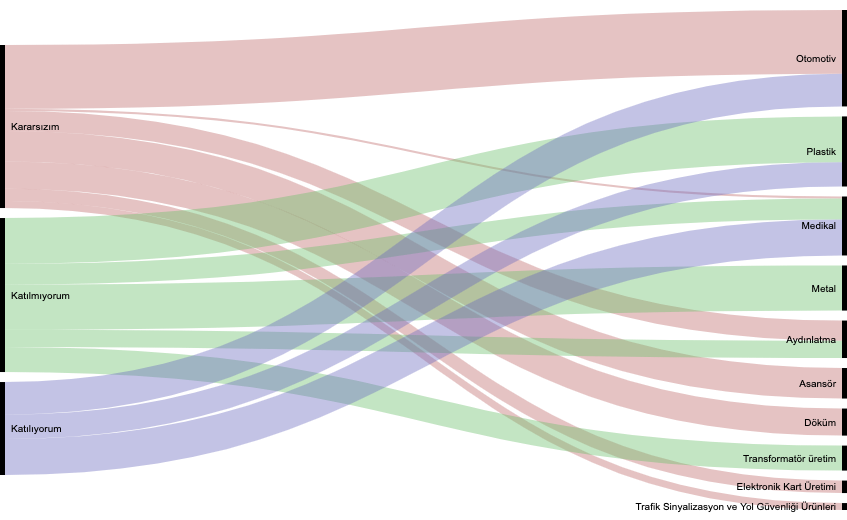 Kararsızım
Katılmıyorum
Katılıyorum
Otomotiv
Plastik
Medikal
Metal
Aydınlatma
Asansör
Döküm
Transformatör üretim
Elektronik Kart Üretimi
Trafik Sinyalizasyon ve Yol Güvenliği Ürünleri